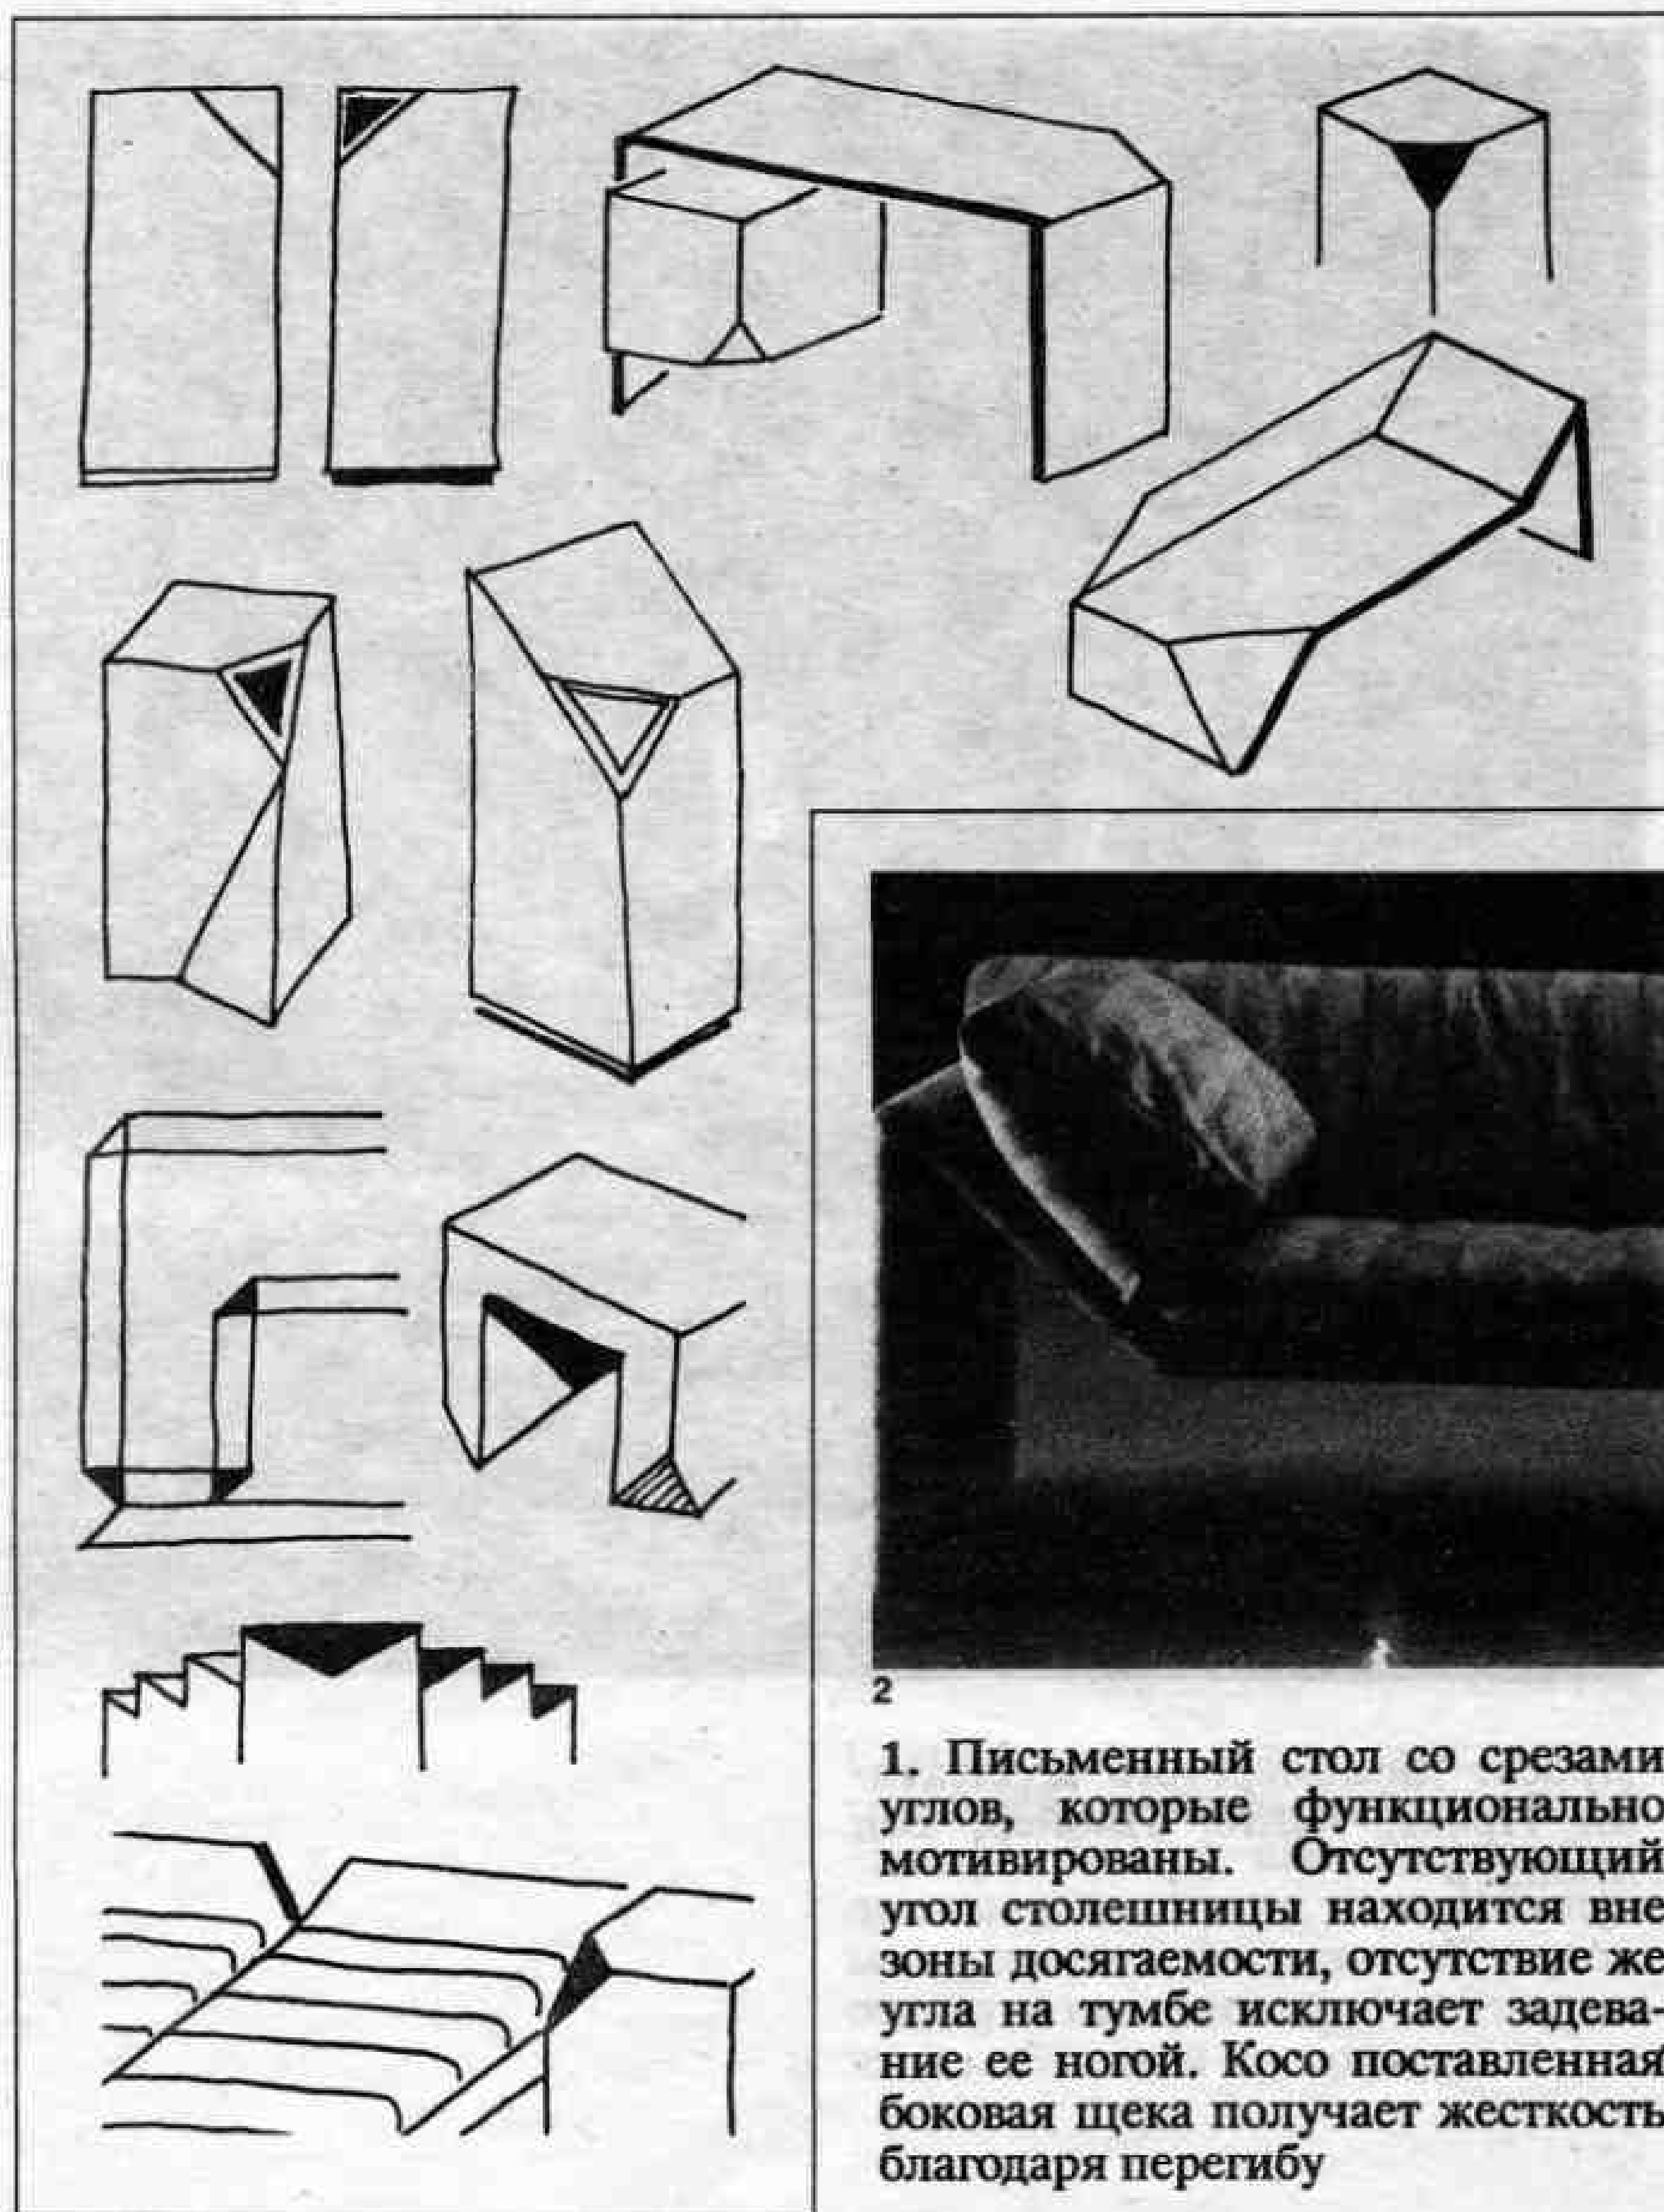 2
1. Письменный стол со срезами
углов, которые функционально
мотивированы. Отсутствующий
угол столешницы находится вне
зоны досягаемости, отсутствие же
угла на тумбе исключает задева-
ние ее ногой. Косо поставленная
боковая щека получает жесткость
благодаря перегибу